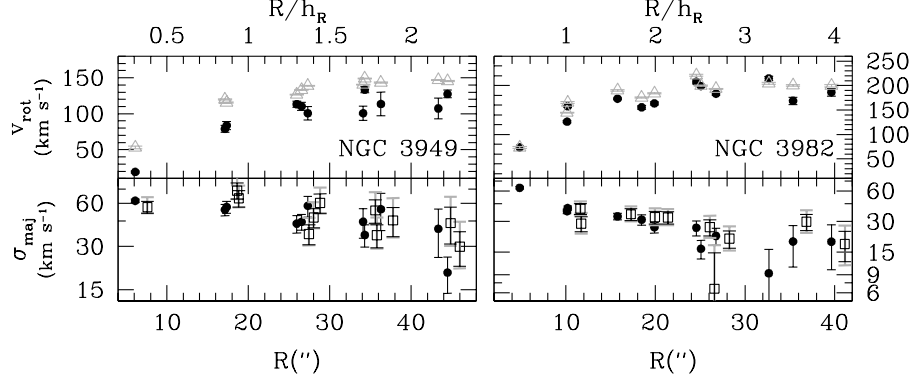 R/h_R R/h_R
0.5 1 1.5 2 1 2 3 4
V_rot (km s⁻¹)
150
100
50
250
200
150
100
50
NGC 3949 NGC 3982
σ_maj (km s⁻¹)
60
30
15
60
30
15
9
6
10 20 30 40 10 20 30 40
R(″) R(″)